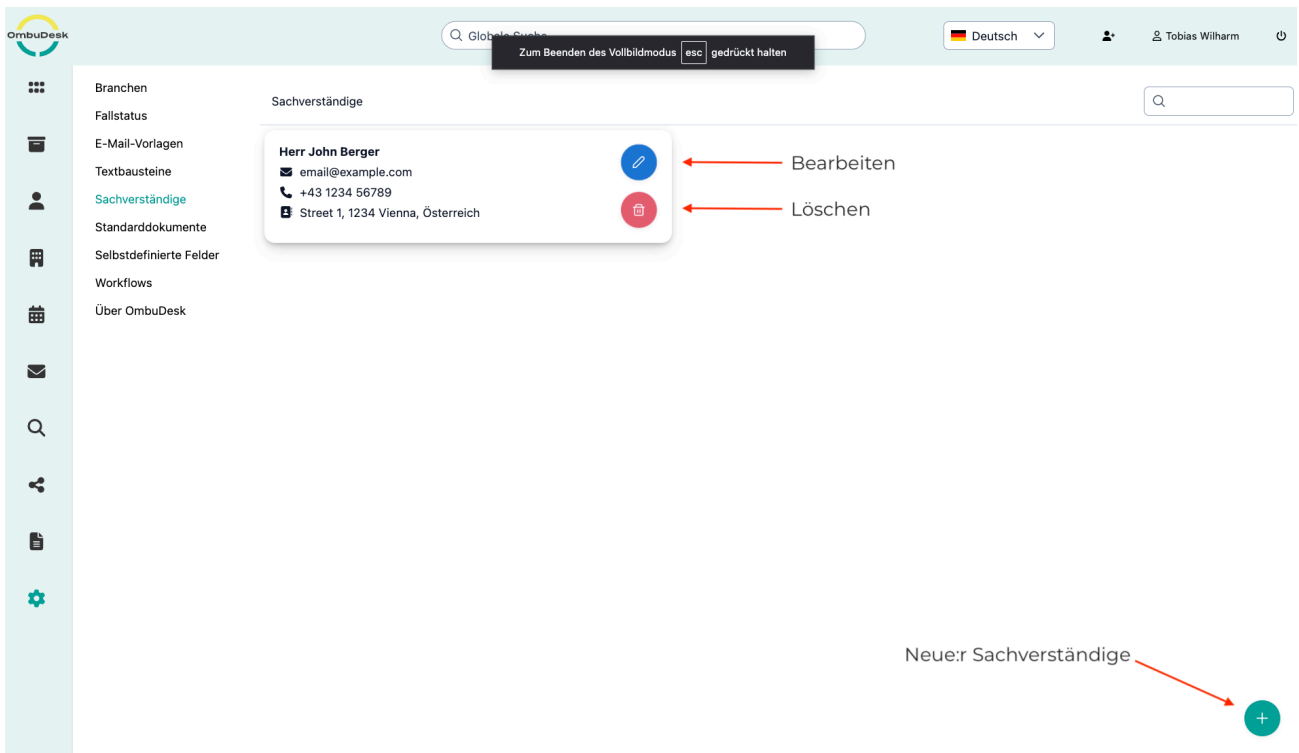 OmbuDesk
Globale Suche
Zum Beenden des Vollbildmodus esc gedrückt halten
Deutsch
Tobias Wilharm
Branchen
Fallstatus
E-Mail-Vorlagen
Textbausteine
Sachverständige
Standarddokumente
Selbstdefinierte Felder
Workflows
Über OmbuDesk
Sachverständige
Herr John Berger
email@example.com
+43 1234 56789
Street 1, 1234 Vienna, Österreich
Bearbeiten
Löschen
Neue:r Sachverständige